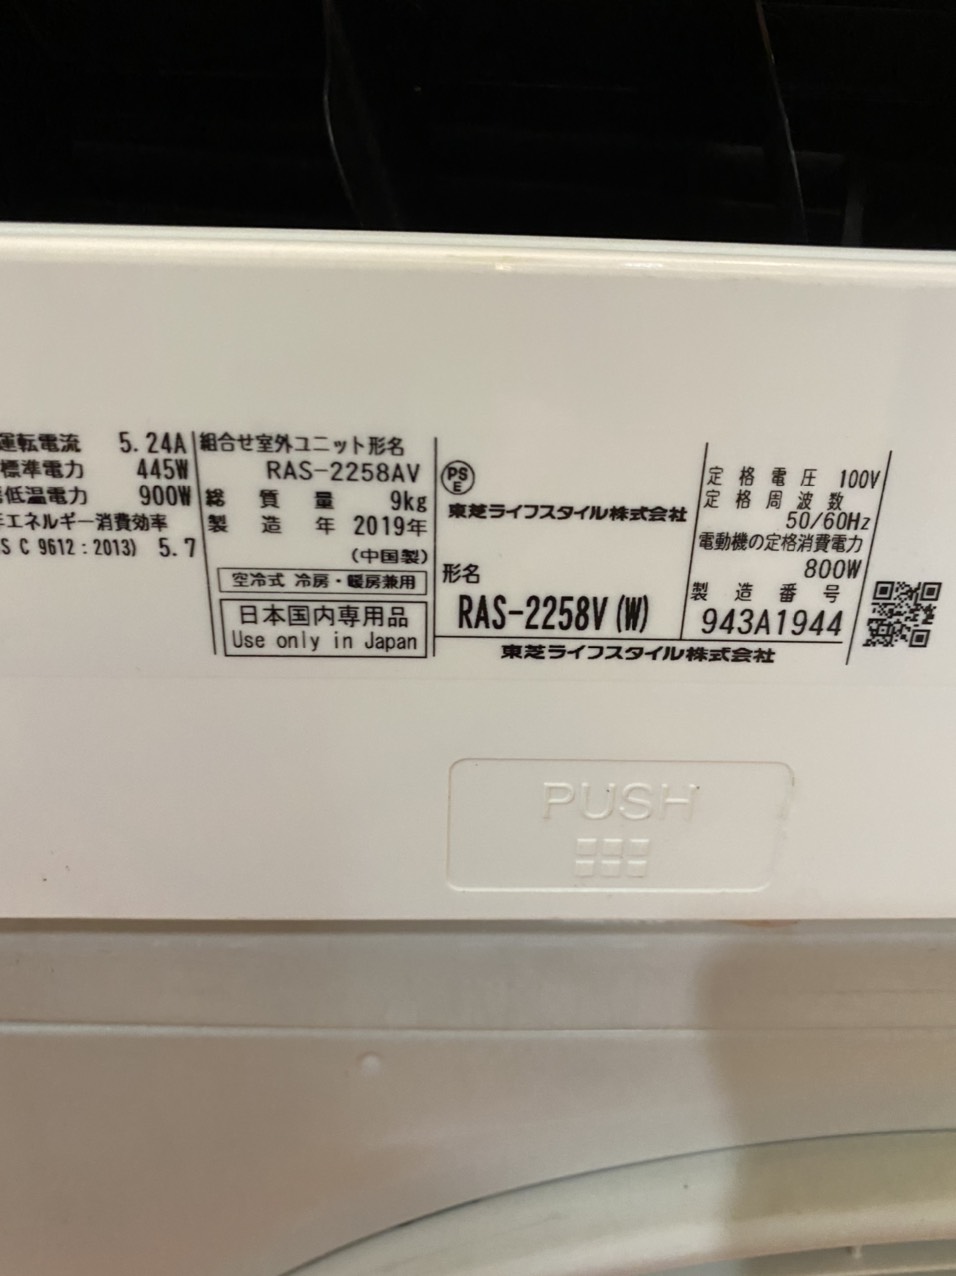 運転電流 5.24A
標準電力 445W
低温電力 900W
エネルギー消費効率
S C 9612:2013) 5.7
組合せ室外ユニット形名
RAS-2258AV
総質量 9kg
製造年 2019年
(中国製)
空冷式 冷房・暖房兼用
日本国内専用品
Use only in Japan
PS
E
東芝ライフスタイル株式会社
形名
RAS-2258V(W)
定格電圧 100V
定格周波数
50/60Hz
電動機の定格消費電力
800W
製造番号
943A1944
東芝ライフスタイル株式会社
PUSH